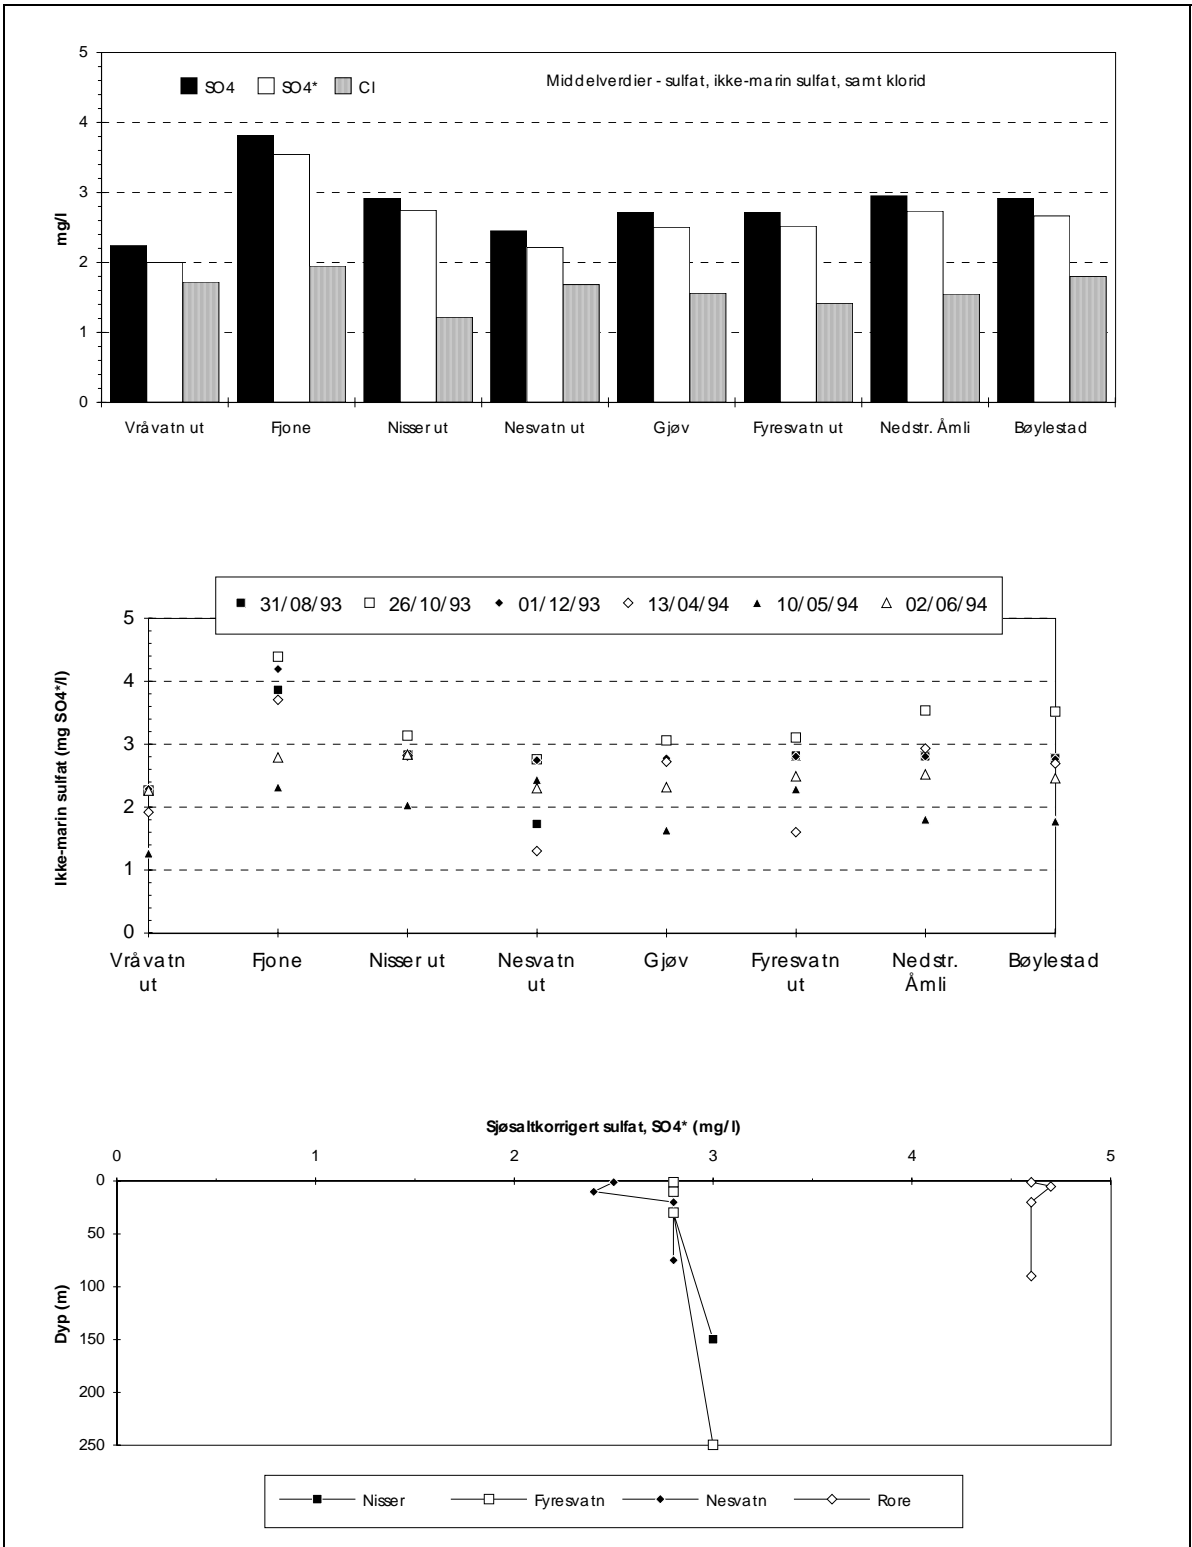 5
SO4 SO4* Cl Middelverdier - sulfat, ikke-marin sulfat, samt klorid
4
3
mg/l
2
1
0
Vråvatn ut Fjone Nisser ut Nesvatn ut Gjøv Fyresvatn ut Nedstr. Åmli Bøylestad
31/08/93 26/10/93 01/12/93 13/04/94 10/05/94 02/06/94
5
4
3
Ikke-marin sulfat (mg SO4*/l)
2
1
0
Vråvatn ut Fjone Nisser ut Nesvatn ut Gjøv Fyresvatn ut Nedstr. Åmli Bøylestad
Sjøsaltkorrigert sulfat, SO4* (mg/l)
0 1 2 3 4 5
0
50
100
Dyp (m)
150
200
250
Nisser Fyresvatn Nesvatn Rore